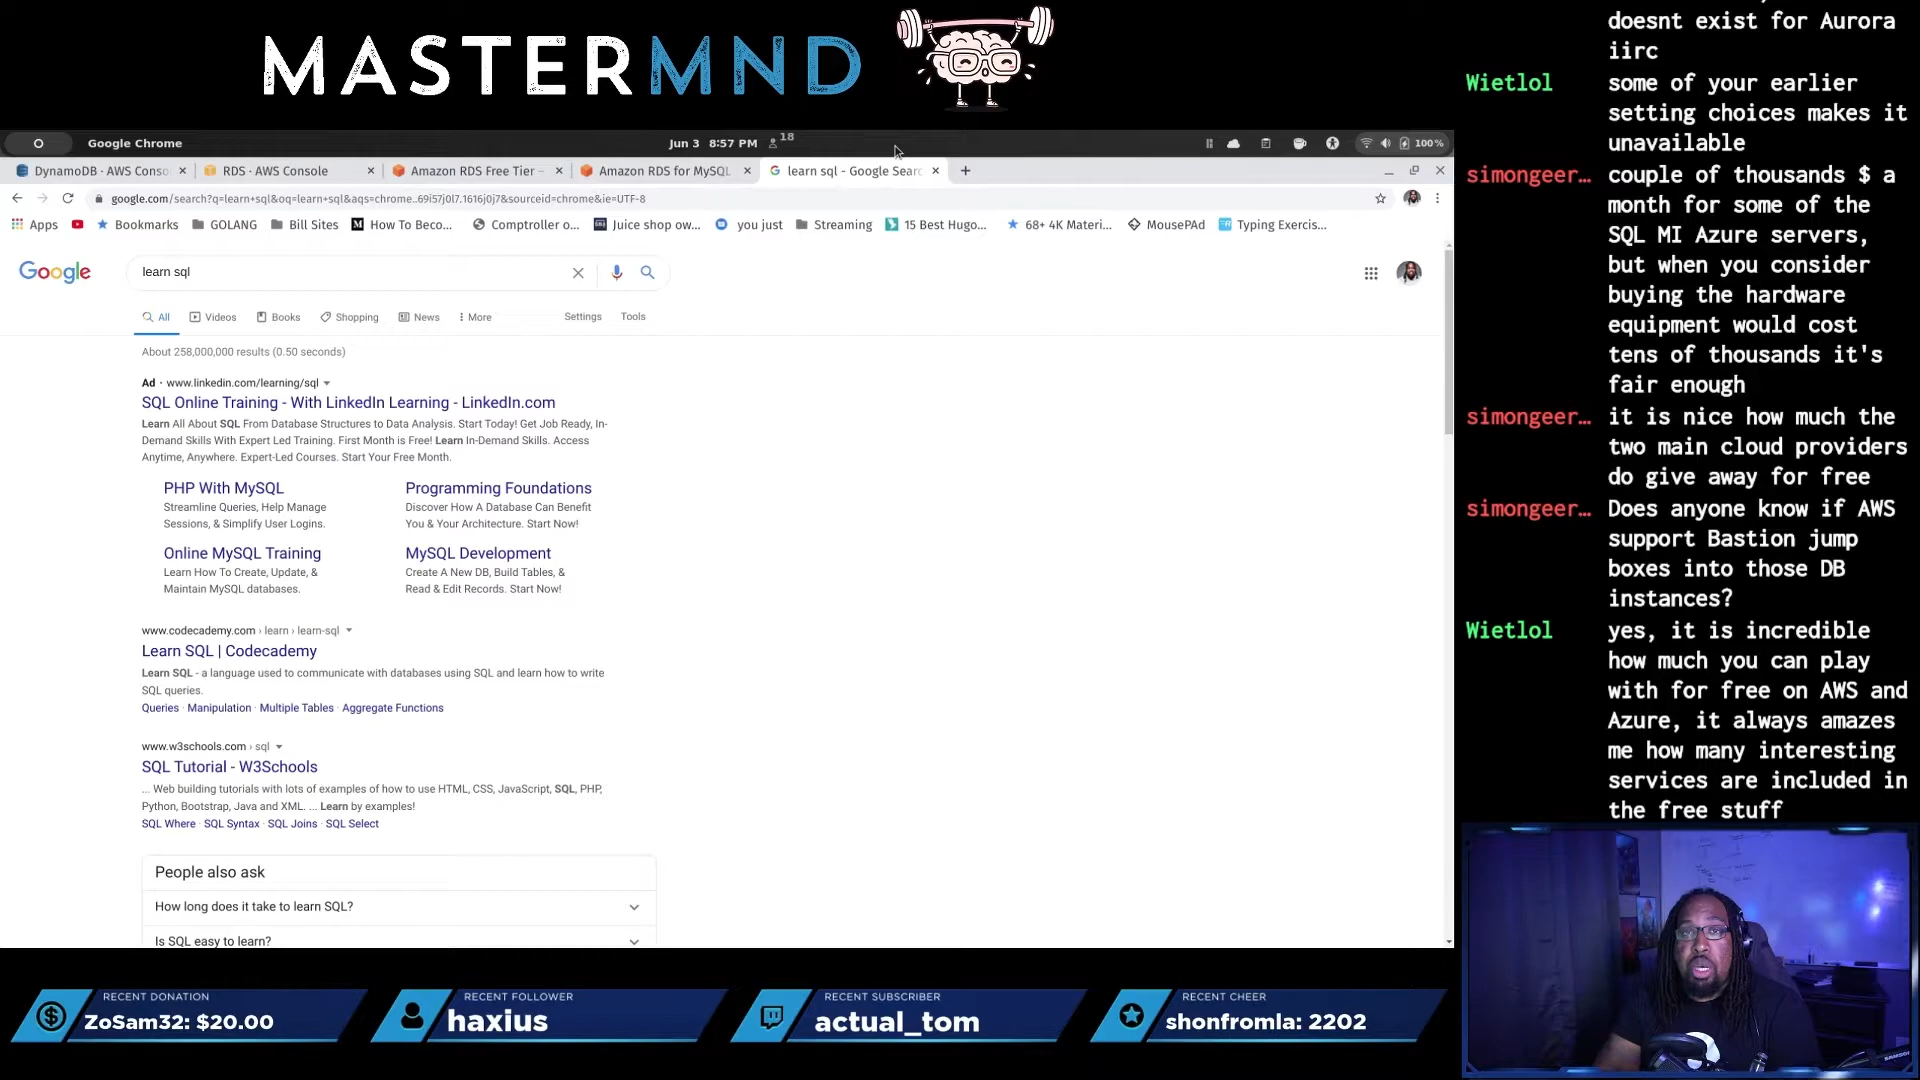 MASTERMND
Google Chrome
Jun 3 8:57 PM
18
100%
DynamoDB · AWS Conso
RDS · AWS Console
Amazon RDS Free Tier –
Amazon RDS for MySQL
learn sql - Google Searc
google.com/search?q=learn+sql&oq=learn+sql&aqs=chrome..69i57j0l7.1616j0j7&sourceid=chrome&ie=UTF-8
Apps
Bookmarks
GOLANG
Bill Sites
How To Beco...
Comptroller o...
Juice shop ow...
you just
Streaming
15 Best Hugo...
68+ 4K Materi...
MousePAd
Typing Exercis...
Google
learn sql
All
Videos
Books
Shopping
News
More
Settings
Tools
About 258,000,000 results (0.50 seconds)
Ad · www.linkedin.com/learning/sql
SQL Online Training - With LinkedIn Learning - LinkedIn.com
Learn All About SQL From Database Structures to Data Analysis. Start Today! Get Job Ready, In-
Demand Skills With Expert Led Training. First Month is Free! Learn In-Demand Skills. Access
Anytime, Anywhere. Expert-Led Courses. Start Your Free Month.
PHP With MySQL
Streamline Queries, Help Manage
Sessions, & Simplify User Logins.
Programming Foundations
Discover How A Database Can Benefit
You & Your Architecture. Start Now!
Online MySQL Training
Learn How To Create, Update, &
Maintain MySQL databases.
MySQL Development
Create A New DB, Build Tables, &
Read & Edit Records. Start Now!
www.codecademy.com › learn › learn-sql
Learn SQL | Codecademy
Learn SQL - a language used to communicate with databases using SQL and learn how to write
SQL queries.
Queries · Manipulation · Multiple Tables · Aggregate Functions
www.w3schools.com › sql
SQL Tutorial - W3Schools
... Web building tutorials with lots of examples of how to use HTML, CSS, JavaScript, SQL, PHP,
Python, Bootstrap, Java and XML. ... Learn by examples!
SQL Where · SQL Syntax · SQL Joins · SQL Select
People also ask
How long does it take to learn SQL?
Is SQL easy to learn?
doesnt exist for Aurora
iirc
Wietlol some of your earlier
setting choices makes it
unavailable
simongeer… couple of thousands $ a
month for some of the
SQL MI Azure servers,
but when you consider
buying the hardware
equipment would cost
tens of thousands it's
fair enough
simongeer… it is nice how much the
two main cloud providers
do give away for free
simongeer… Does anyone know if AWS
support Bastion jump
boxes into those DB
instances?
Wietlol yes, it is incredible
how much you can play
with for free on AWS and
Azure, it always amazes
me how many interesting
services are included in
the free stuff
RECENT DONATION
ZoSam32: $20.00
RECENT FOLLOWER
haxius
RECENT SUBSCRIBER
actual_tom
RECENT CHEER
shonfromla: 2202